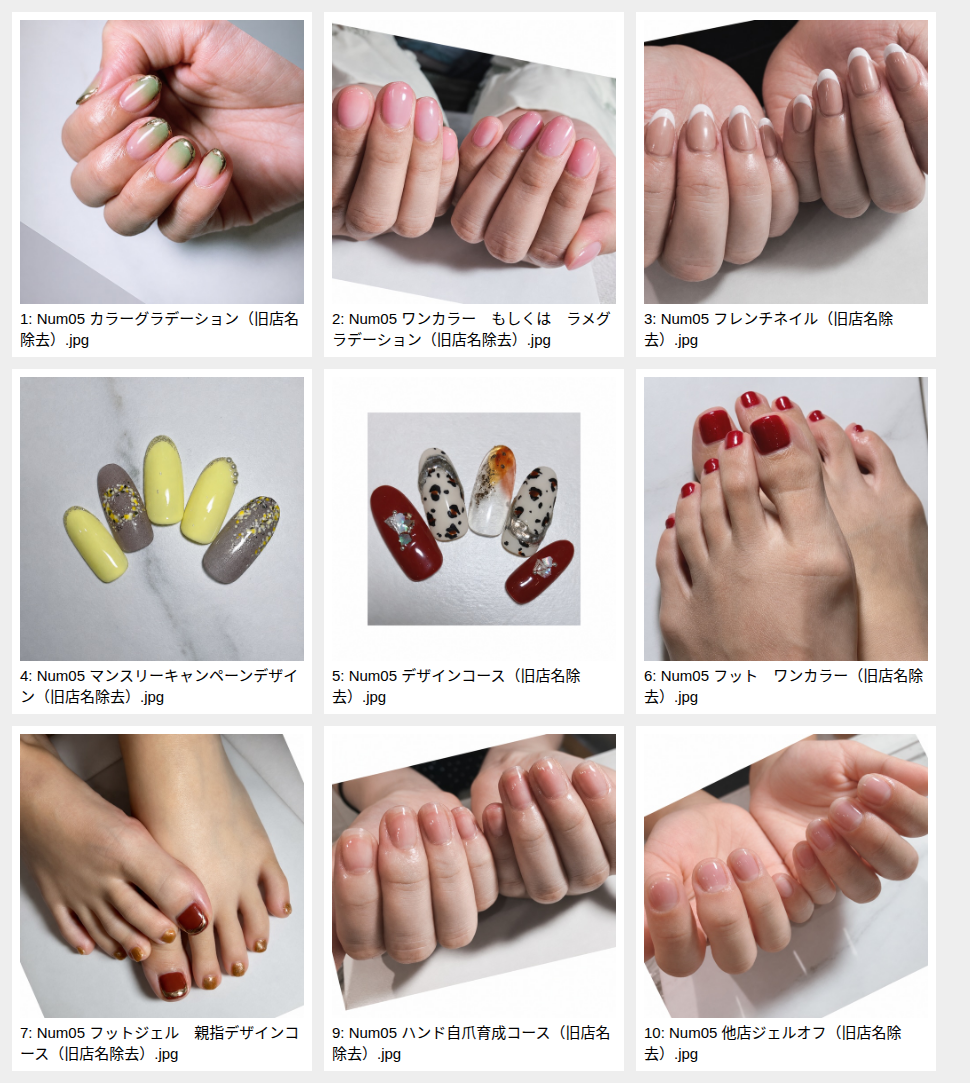 1: Num05 カラーグラデーション（旧店名
除去）.jpg
2: Num05 ワンカラー　もしくは　ラメグ
ラデーション（旧店名除去）.jpg
3: Num05 フレンチネイル（旧店名除
去）.jpg
4: Num05 マンスリーキャンペーンデザイ
ン（旧店名除去）.jpg
5: Num05 デザインコース（旧店名除
去）.jpg
6: Num05 フット　ワンカラー（旧店名除
去）.jpg
7: Num05 フットジェル　親指デザインコ
ース（旧店名除去）.jpg
9: Num05 ハンド自爪育成コース（旧店名
除去）.jpg
10: Num05 他店ジェルオフ（旧店名除
去）.jpg